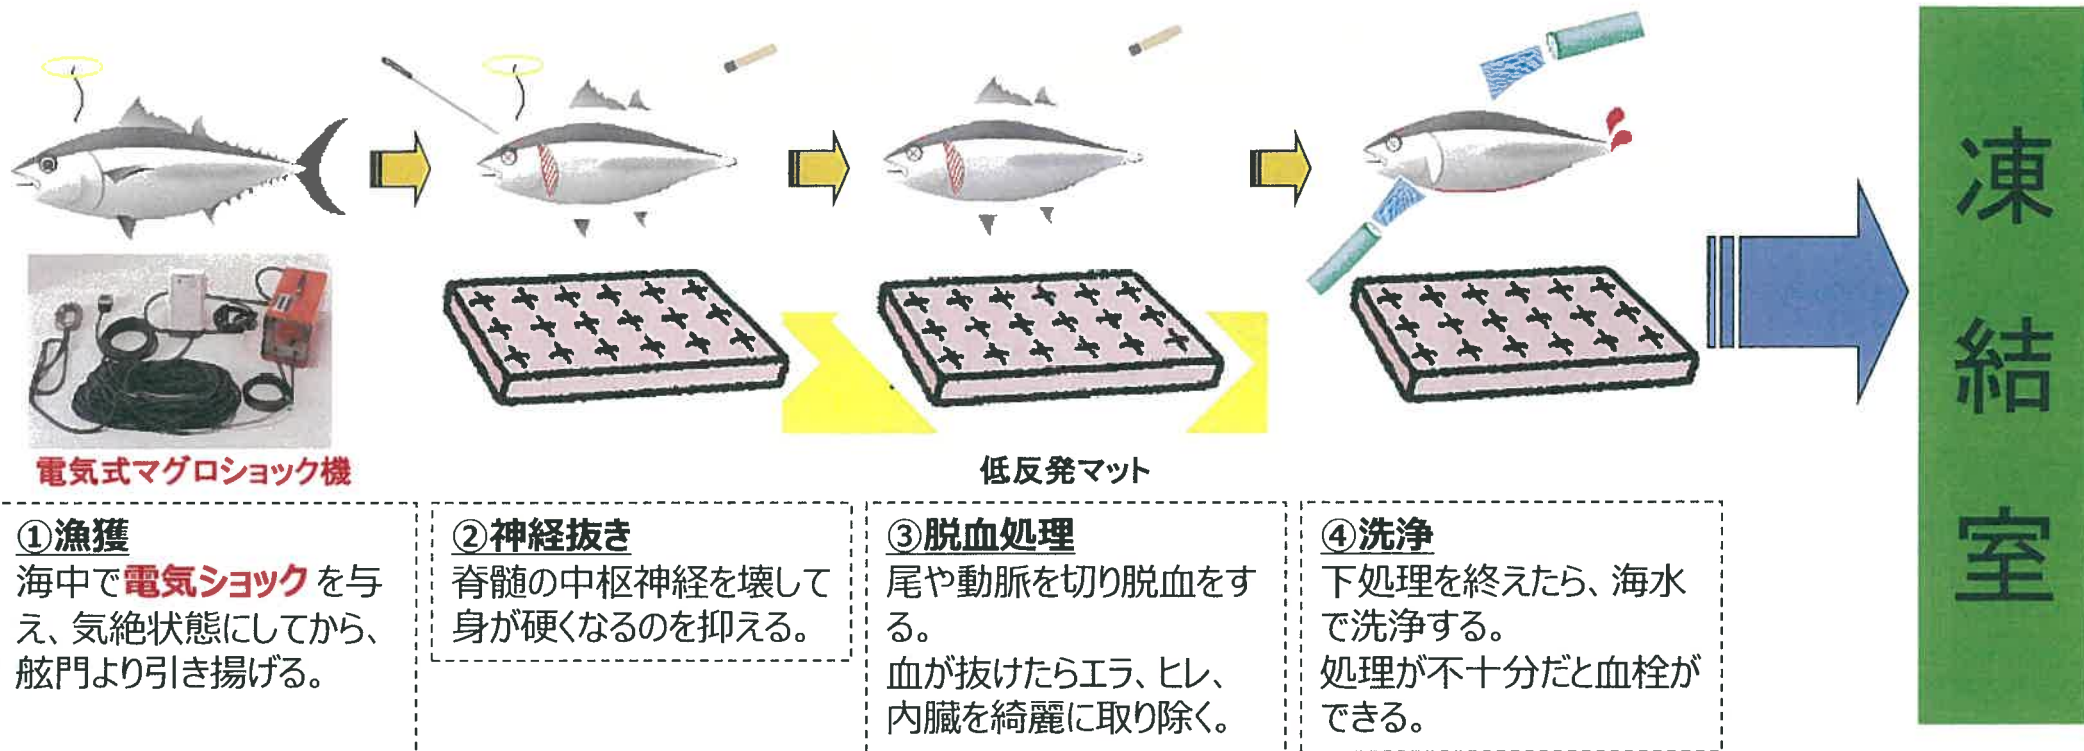 電気式マグロショック機
低反発マット
①漁獲
海中で電気ショックを与
え、気絶状態にしてから、
舷門より引き揚げる。
②神経抜き
脊髄の中枢神経を壊して
身が硬くなるのを抑える。
③脱血処理
尾や動脈を切り脱血をす
る。
血が抜けたらエラ、ヒレ、
内臓を綺麗に取り除く。
④洗浄
下処理を終えたら、海水
で洗浄する。
処理が不十分だと血栓が
できる。
凍結室